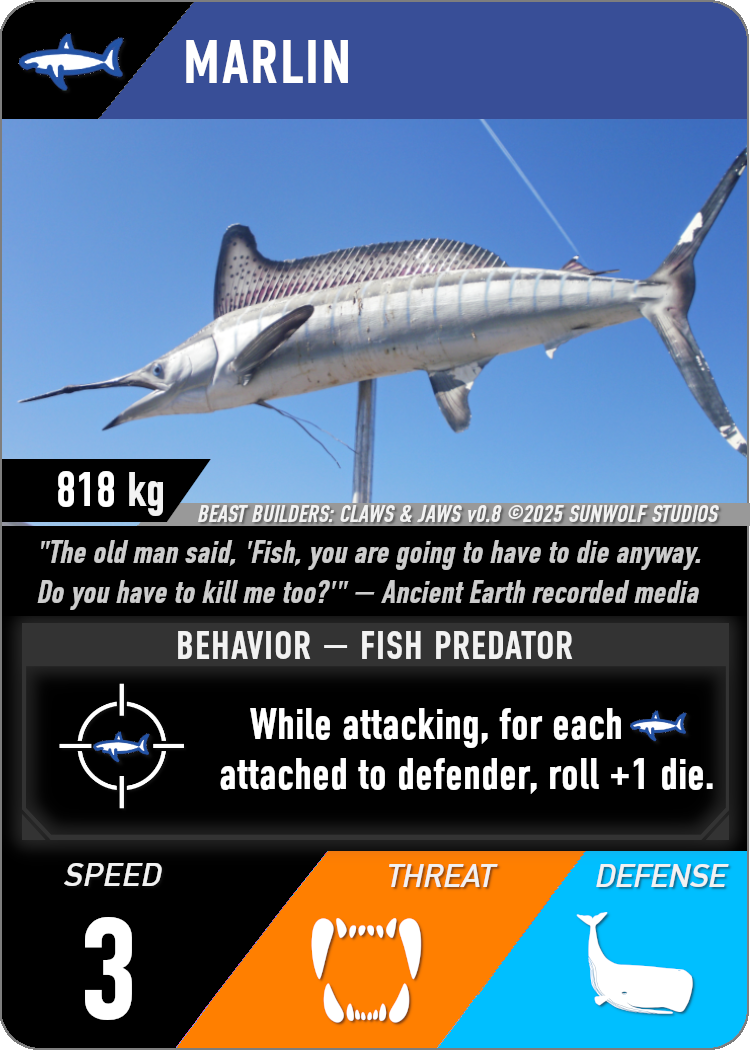 MARLIN
818 kg
BEAST BUILDERS: CLAWS & JAWS v0.8 ©2025 SUNWOLF STUDIOS
"The old man said, 'Fish, you are going to have to die anyway.
Do you have to kill me too?'" — Ancient Earth recorded media
BEHAVIOR — FISH PREDATOR
While attacking, for each
attached to defender, roll +1 die.
SPEED
THREAT
DEFENSE
3